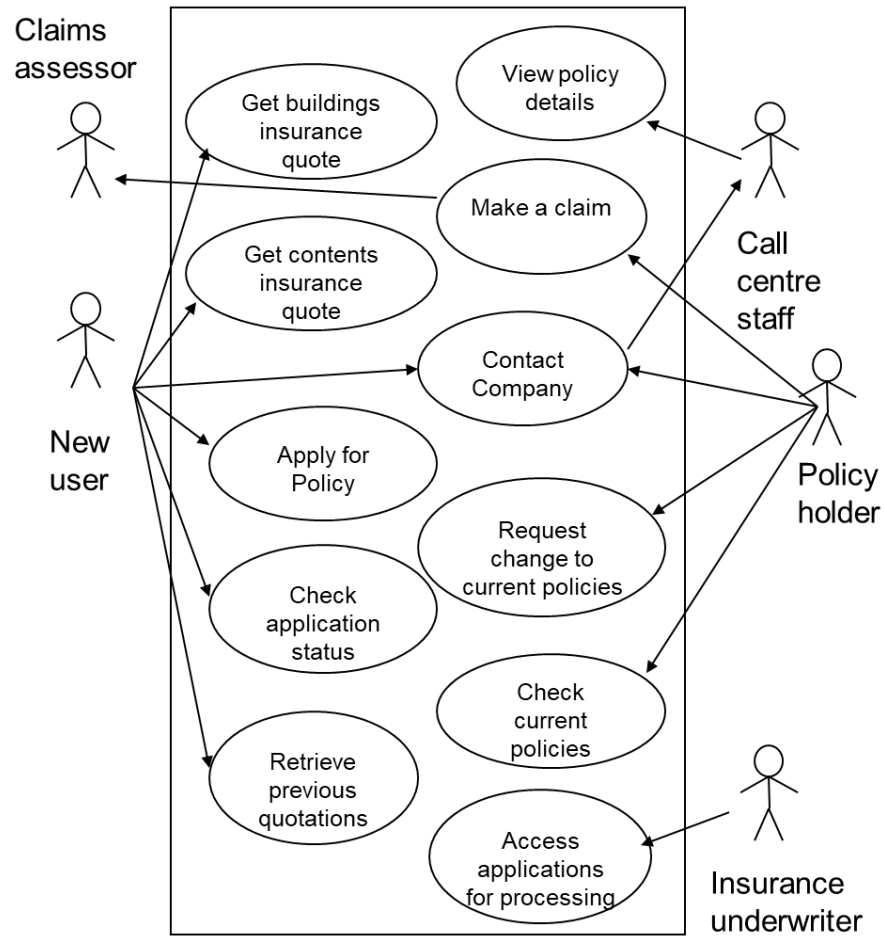 Claims
assessor
Get buildings
insurance
quote
View policy
details
Make a claim
Get contents
insurance
quote
Call
centre
staff
Contact
Company
New
user
Apply for
Policy
Policy
holder
Request
change to
current policies
Check
application
status
Check
current
policies
Retrieve
previous
quotations
Access
applications
for processing
Insurance
underwriter